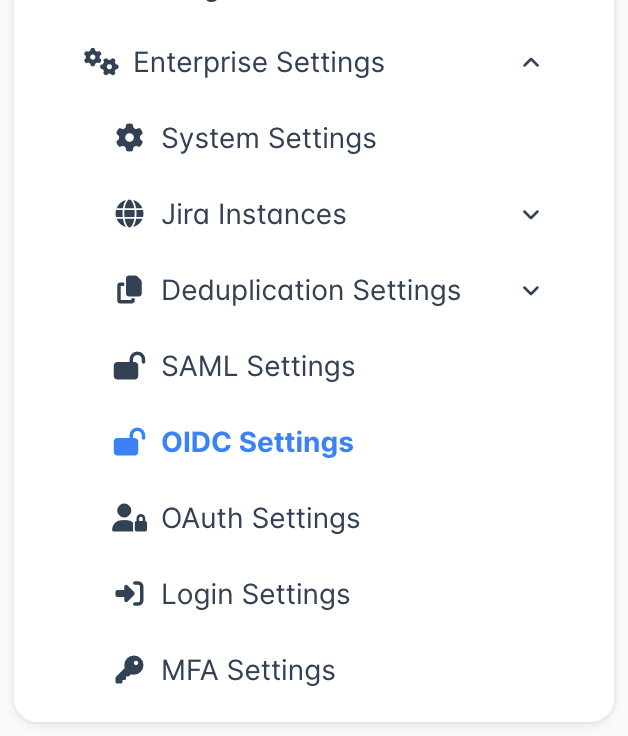 Enterprise Settings
System Settings
Jira Instances
Deduplication Settings
SAML Settings
OIDC Settings
OAuth Settings
Login Settings
MFA Settings